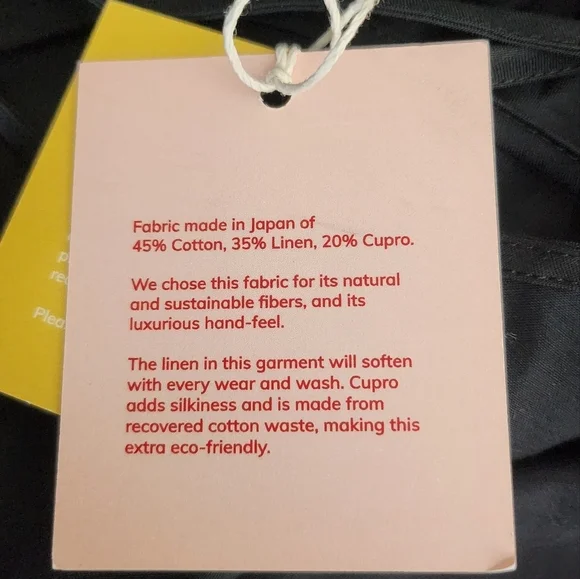 Fabric made in Japan of
45% Cotton, 35% Linen, 20% Cupro.
We chose this fabric for its natural
and sustainable fibers, and its
luxurious hand-feel.
The linen in this garment will soften
with every wear and wash. Cupro
adds silkiness and is made from
recovered cotton waste, making this
extra eco-friendly.